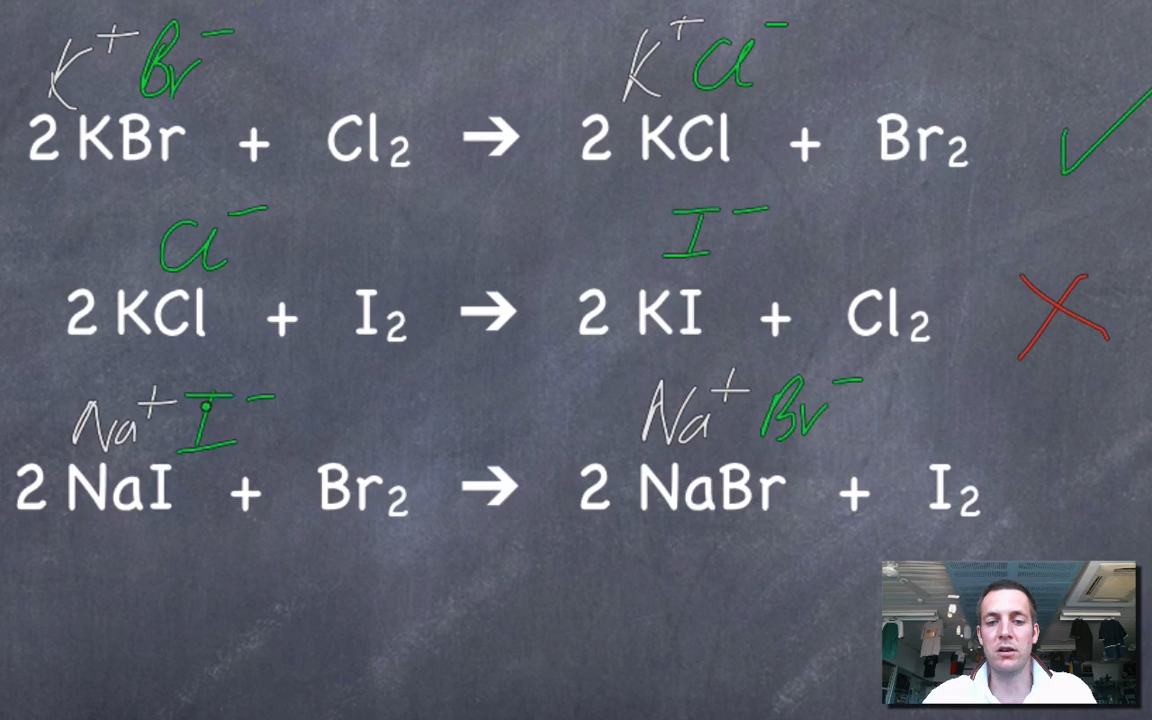 K⁺ Br⁻ K⁺ Cl⁻
2 KBr + Cl₂ → 2 KCl + Br₂ ✓
Cl⁻ I⁻
2 KCl + I₂ → 2 KI + Cl₂ ✗
Na⁺ I⁻ Na⁺ Br⁻
2 NaI + Br₂ → 2 NaBr + I₂